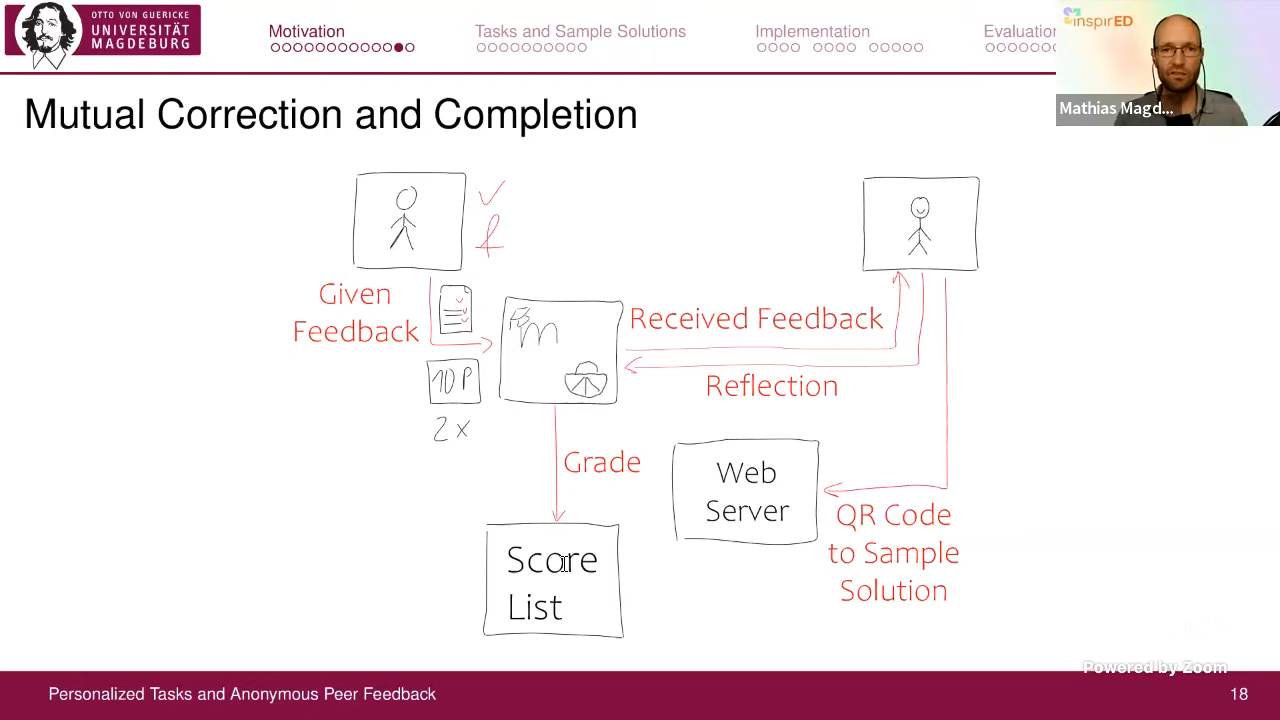 OTTO VON GUERICKE
UNIVERSITÄT
MAGDEBURG
Motivation
Tasks and Sample Solutions
Implementation
Evaluation
inspirED
Mathias Magd...
Mutual Correction and Completion
Given
Feedback
10 P
2x
m
Received Feedback
Reflection
Grade
Web
Server
QR Code
to Sample
Solution
Score
List
Powered by Zoom
Personalized Tasks and Anonymous Peer Feedback
18